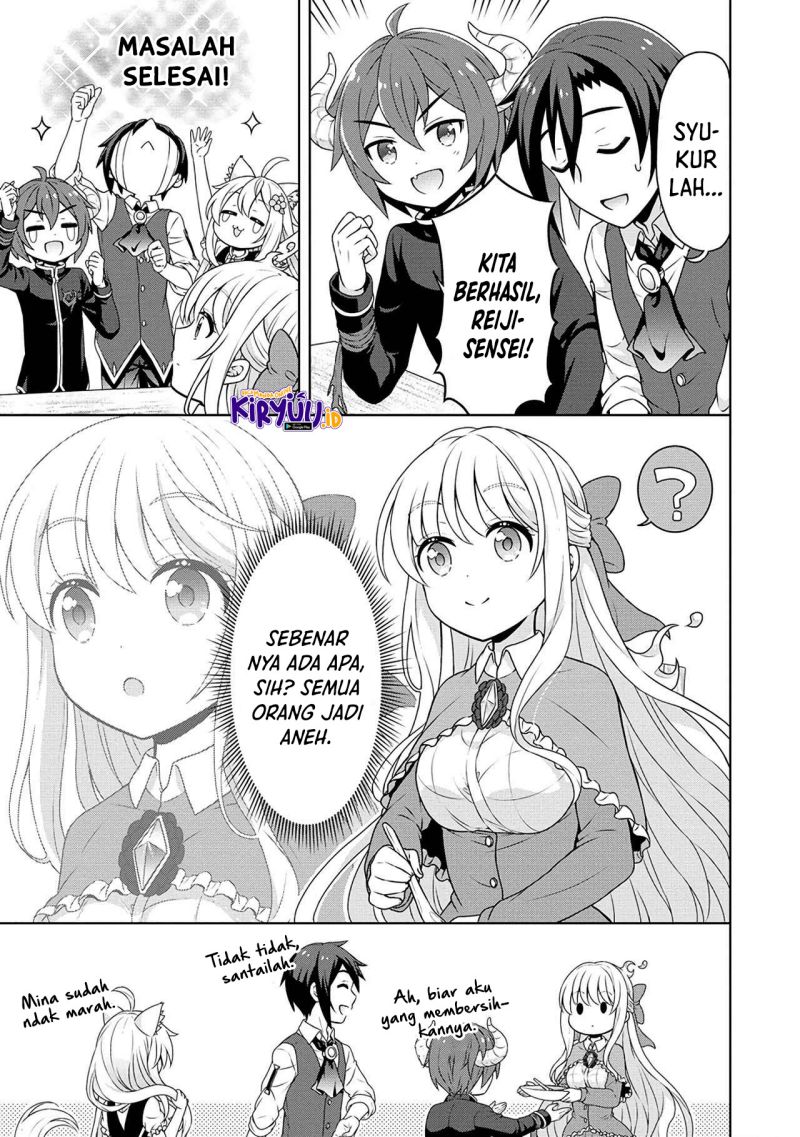 SYU-
KUR
LAH...
KITA
BERHASIL,
REIJI-
SENSEI!
MASALAH
SELESAI!
KIRYUU.ID
?
SEBENAR
NYA ADA APA,
SIH? SEMUA
ORANG JADI
ANEH.
Ah, biar aku
yang membersih-
kannya.
Tidak tidak,
santailah.
Mina sudah
ndak marah.